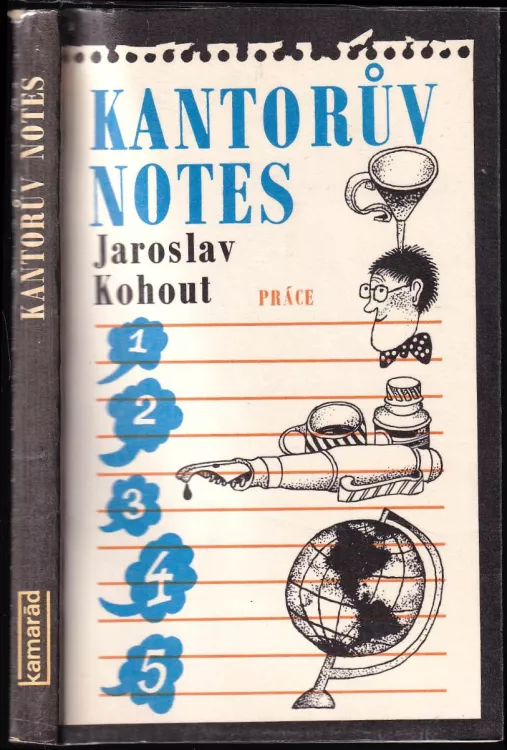 KANTORŮV NOTES
kamarád
KANTORŮV
NOTES
Jaroslav
Kohout
PRÁCE
1
2
3
4
5